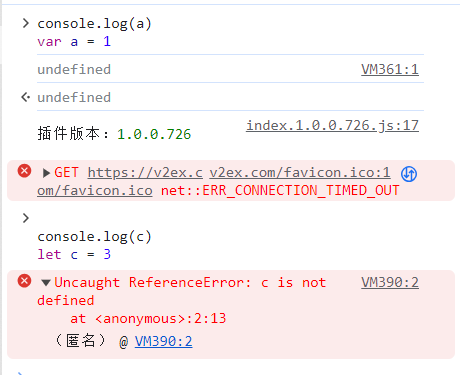 console.log(a)
var a = 1
undefined VM361:1
undefined
插件版本：1.0.0.726 index.1.0.0.726.js:17
GET https://v2ex.c v2ex.com/favicon.ico:1
om/favicon.ico net::ERR_CONNECTION_TIMED_OUT
console.log(c)
let c = 3
Uncaught ReferenceError: c is not VM390:2
defined
at <anonymous>:2:13
（匿名） @ VM390:2